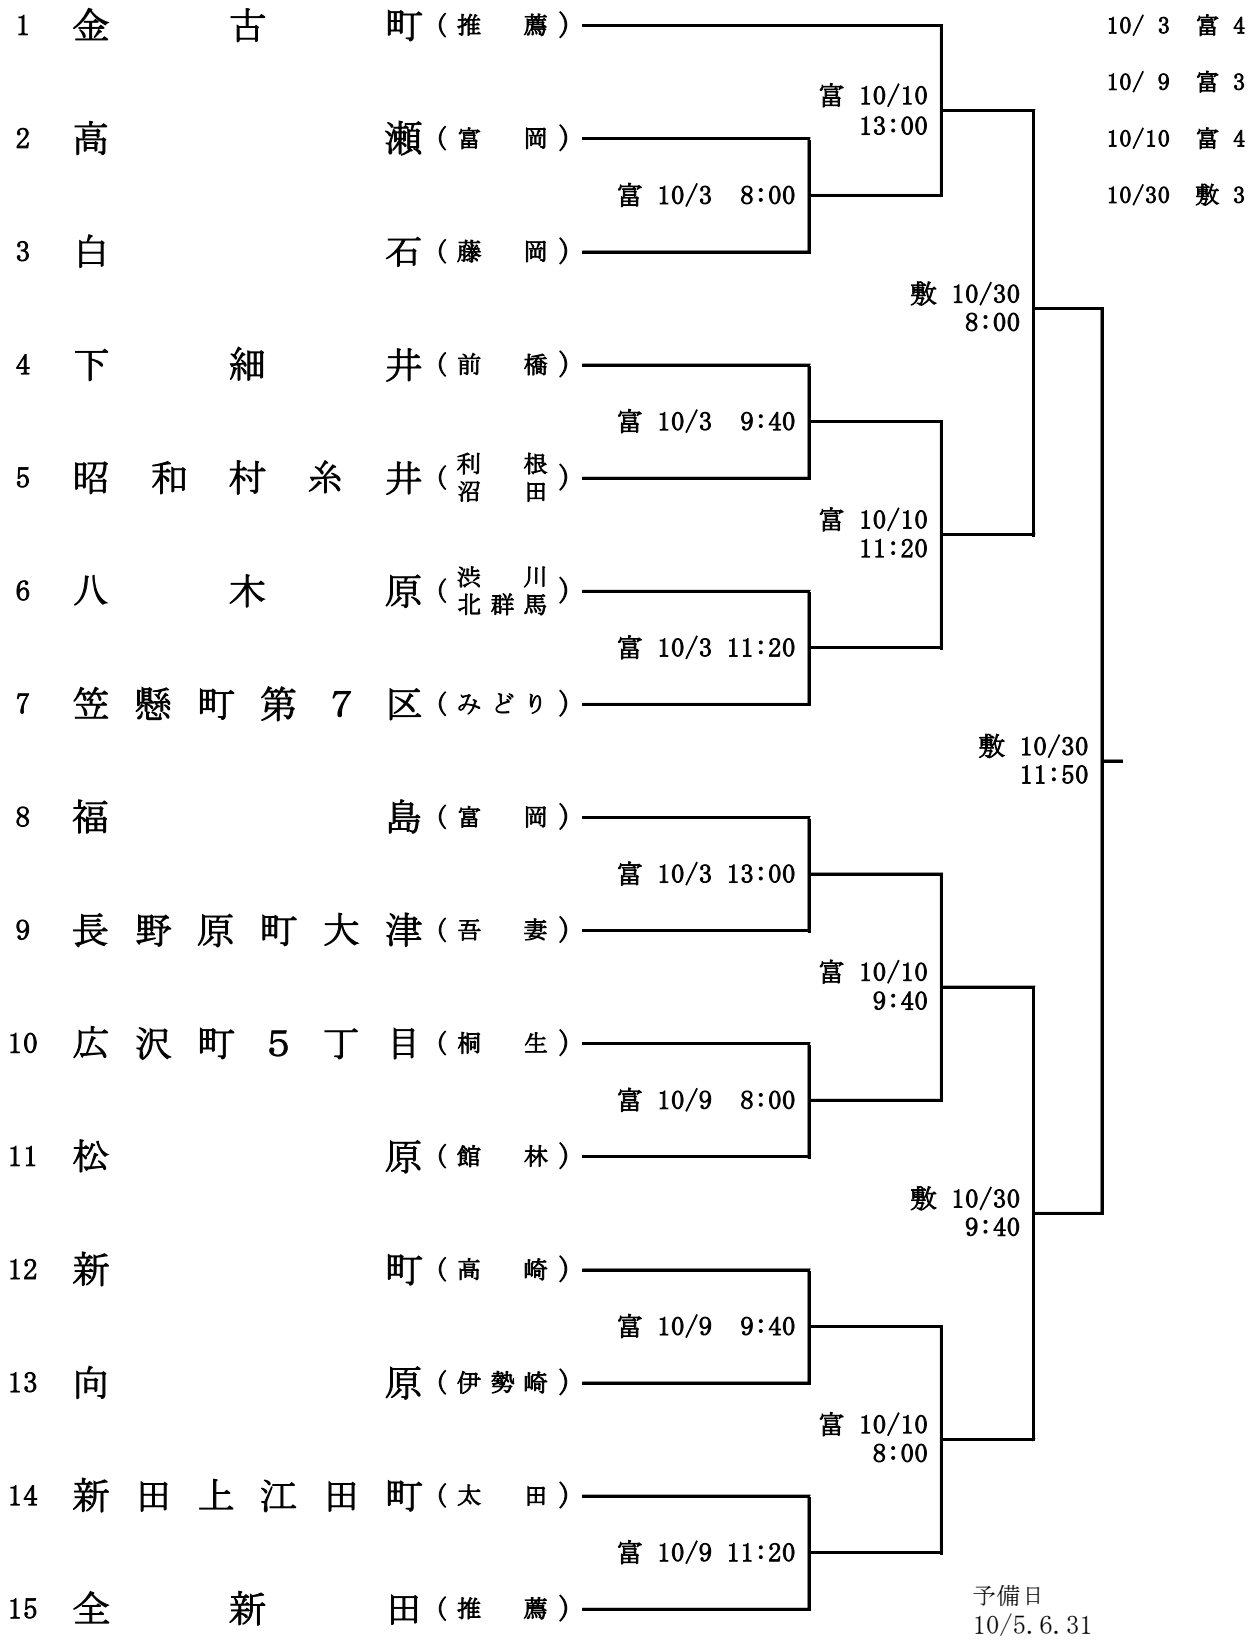 1 金古町(推薦)
10/ 3 富 4
10/ 9 富 3
富 10/10
13:00
2 高瀬(富岡)
10/10 富 4
富 10/3 8:00
10/30 敷 3
3 白石(藤岡)
敷 10/30
8:00
4 下細井(前橋)
富 10/3 9:40
5 昭和村糸井(利根沼田)
富 10/10
11:20
6 八木原(渋川北群馬)
富 10/3 11:20
7 笠懸町第７区(みどり)
敷 10/30
11:50
8 福島(富岡)
富 10/3 13:00
9 長野原町大津(吾妻)
富 10/10
9:40
10 広沢町５丁目(桐生)
富 10/9 8:00
11 松原(館林)
敷 10/30
9:40
12 新町(高崎)
富 10/9 9:40
13 向原(伊勢崎)
富 10/10
8:00
14 新田上江田町(太田)
富 10/9 11:20
15 全新田(推薦)
予備日
10/5.6.31